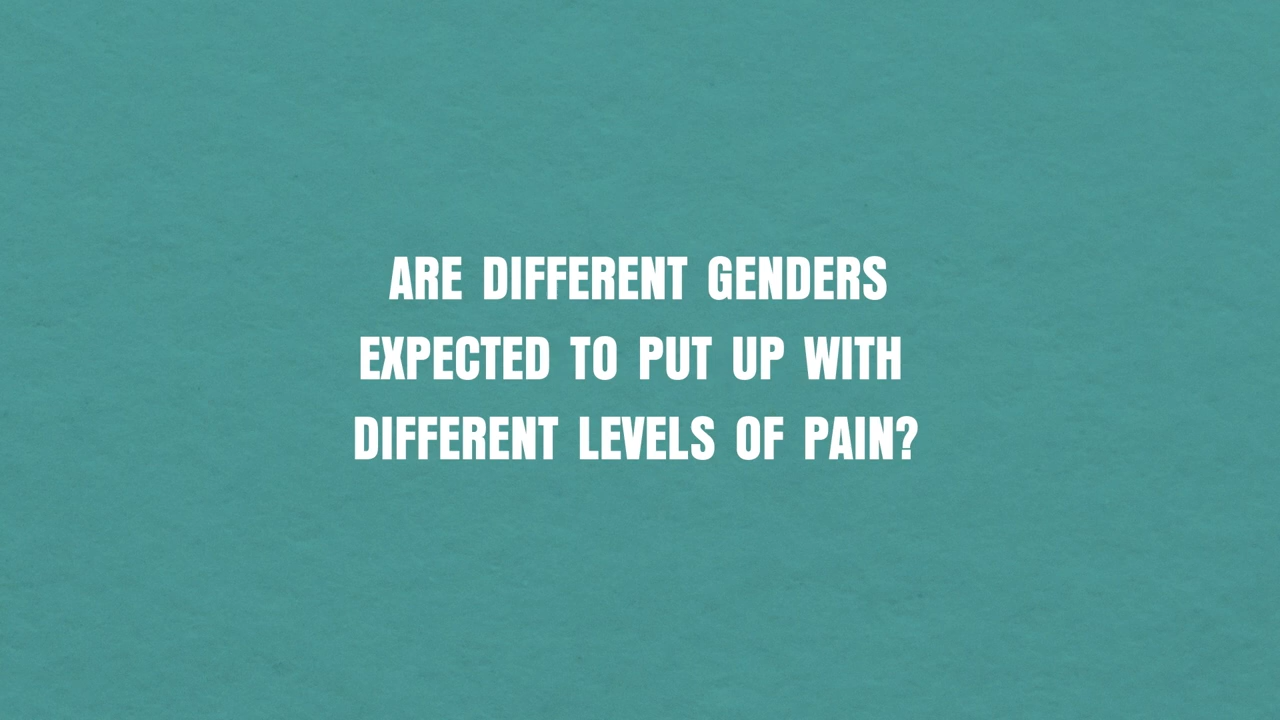 ARE DIFFERENT GENDERS
EXPECTED TO PUT UP WITH
DIFFERENT LEVELS OF PAIN?